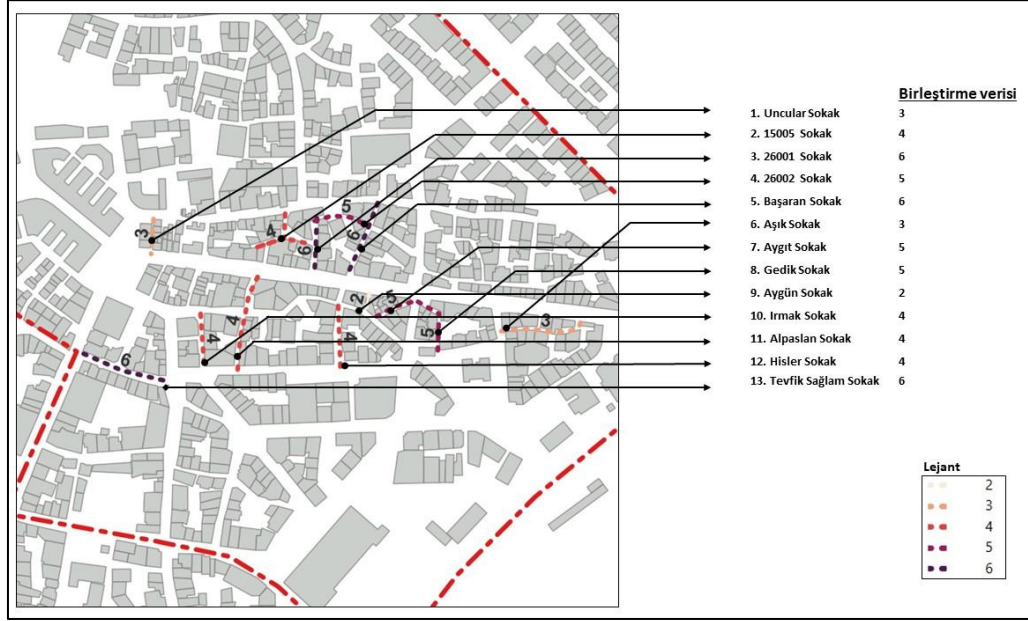 Birleştirme verisi
1. Uncular Sokak 3
2. 15005 Sokak 4
3. 26001 Sokak 6
4. 26002 Sokak 5
5. Başaran Sokak 6
6. Aşık Sokak 3
7. Aygıt Sokak 5
8. Gedik Sokak 5
9. Aygün Sokak 2
10. Irmak Sokak 4
11. Alpaslan Sokak 4
12. Hisler Sokak 4
13. Tevfik Sağlam Sokak 6
5
3
4
6
6
2
5
4
4
4
5
3
6
Lejant
2
3
4
5
6